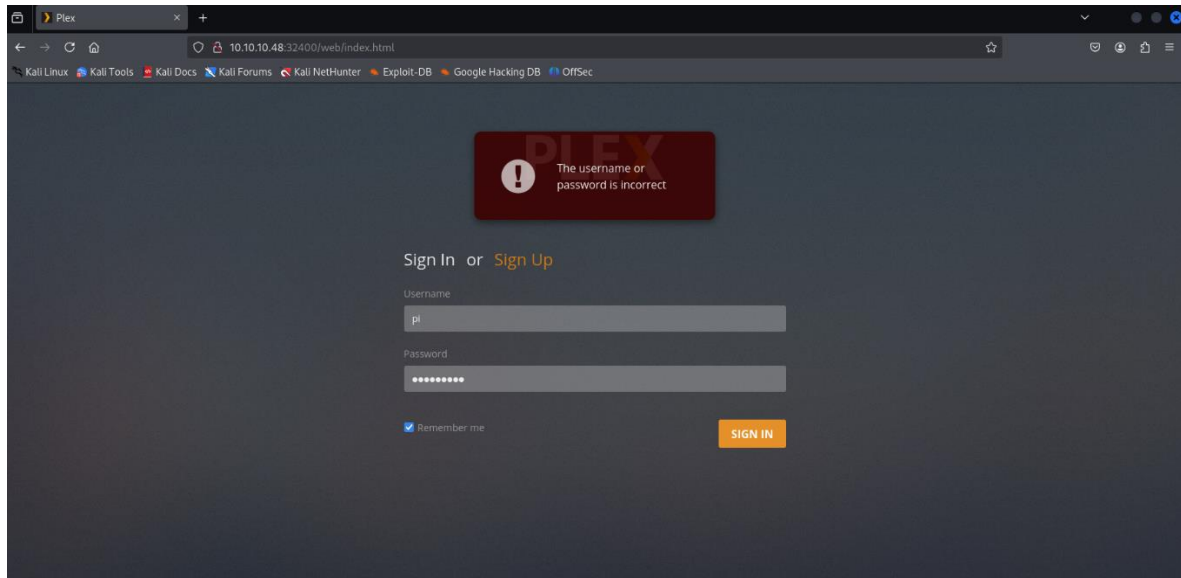 Plex
10.10.10.48:32400/web/index.html
Kali Linux Kali Tools Kali Docs Kali Forums Kali NetHunter Exploit-DB Google Hacking DB OffSec
PLEX
The username or
password is incorrect
Sign In or Sign Up
Username
pi
Password
•••••••••
Remember me
SIGN IN